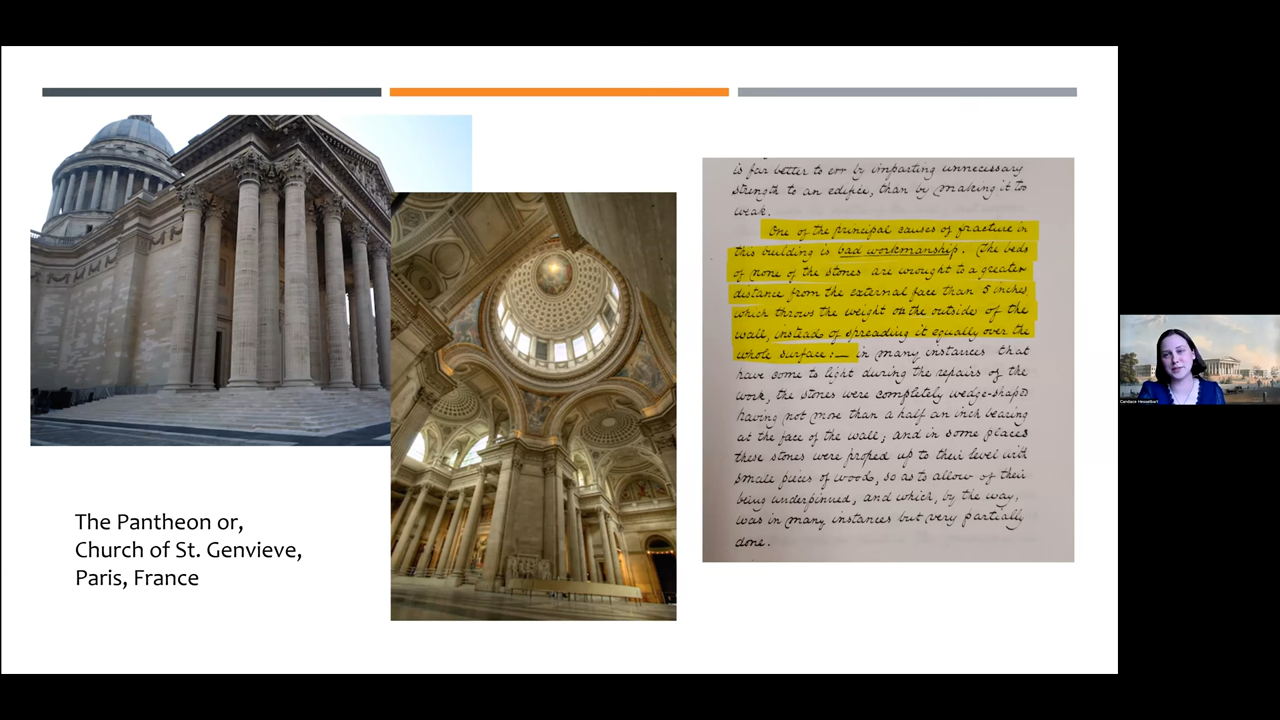 The Pantheon or,
Church of St. Genvieve,
Paris, France
is far better to err by imparting unnecessary
strength to an edifice, than by making it too
weak.
One of the principal causes of fracture in
this building is bad workmanship. The beds
of none of the stones are wrought to a greater
distance from the external face than 5 inches
which throws the weight on the outside of the
wall, instead of spreading it equally over the
whole surface:— in many instances that
have come to light during the repairs of the
work, the stones were completely wedge-shaped
having not more than a half an inch bearing
at the face of the wall; and in some places
these stones were proped up to their level with
small pieces of wood, so as to allow of their
being underpinned, and which, by the way,
was in many instances but very partially
done.
Candace Hesselbart